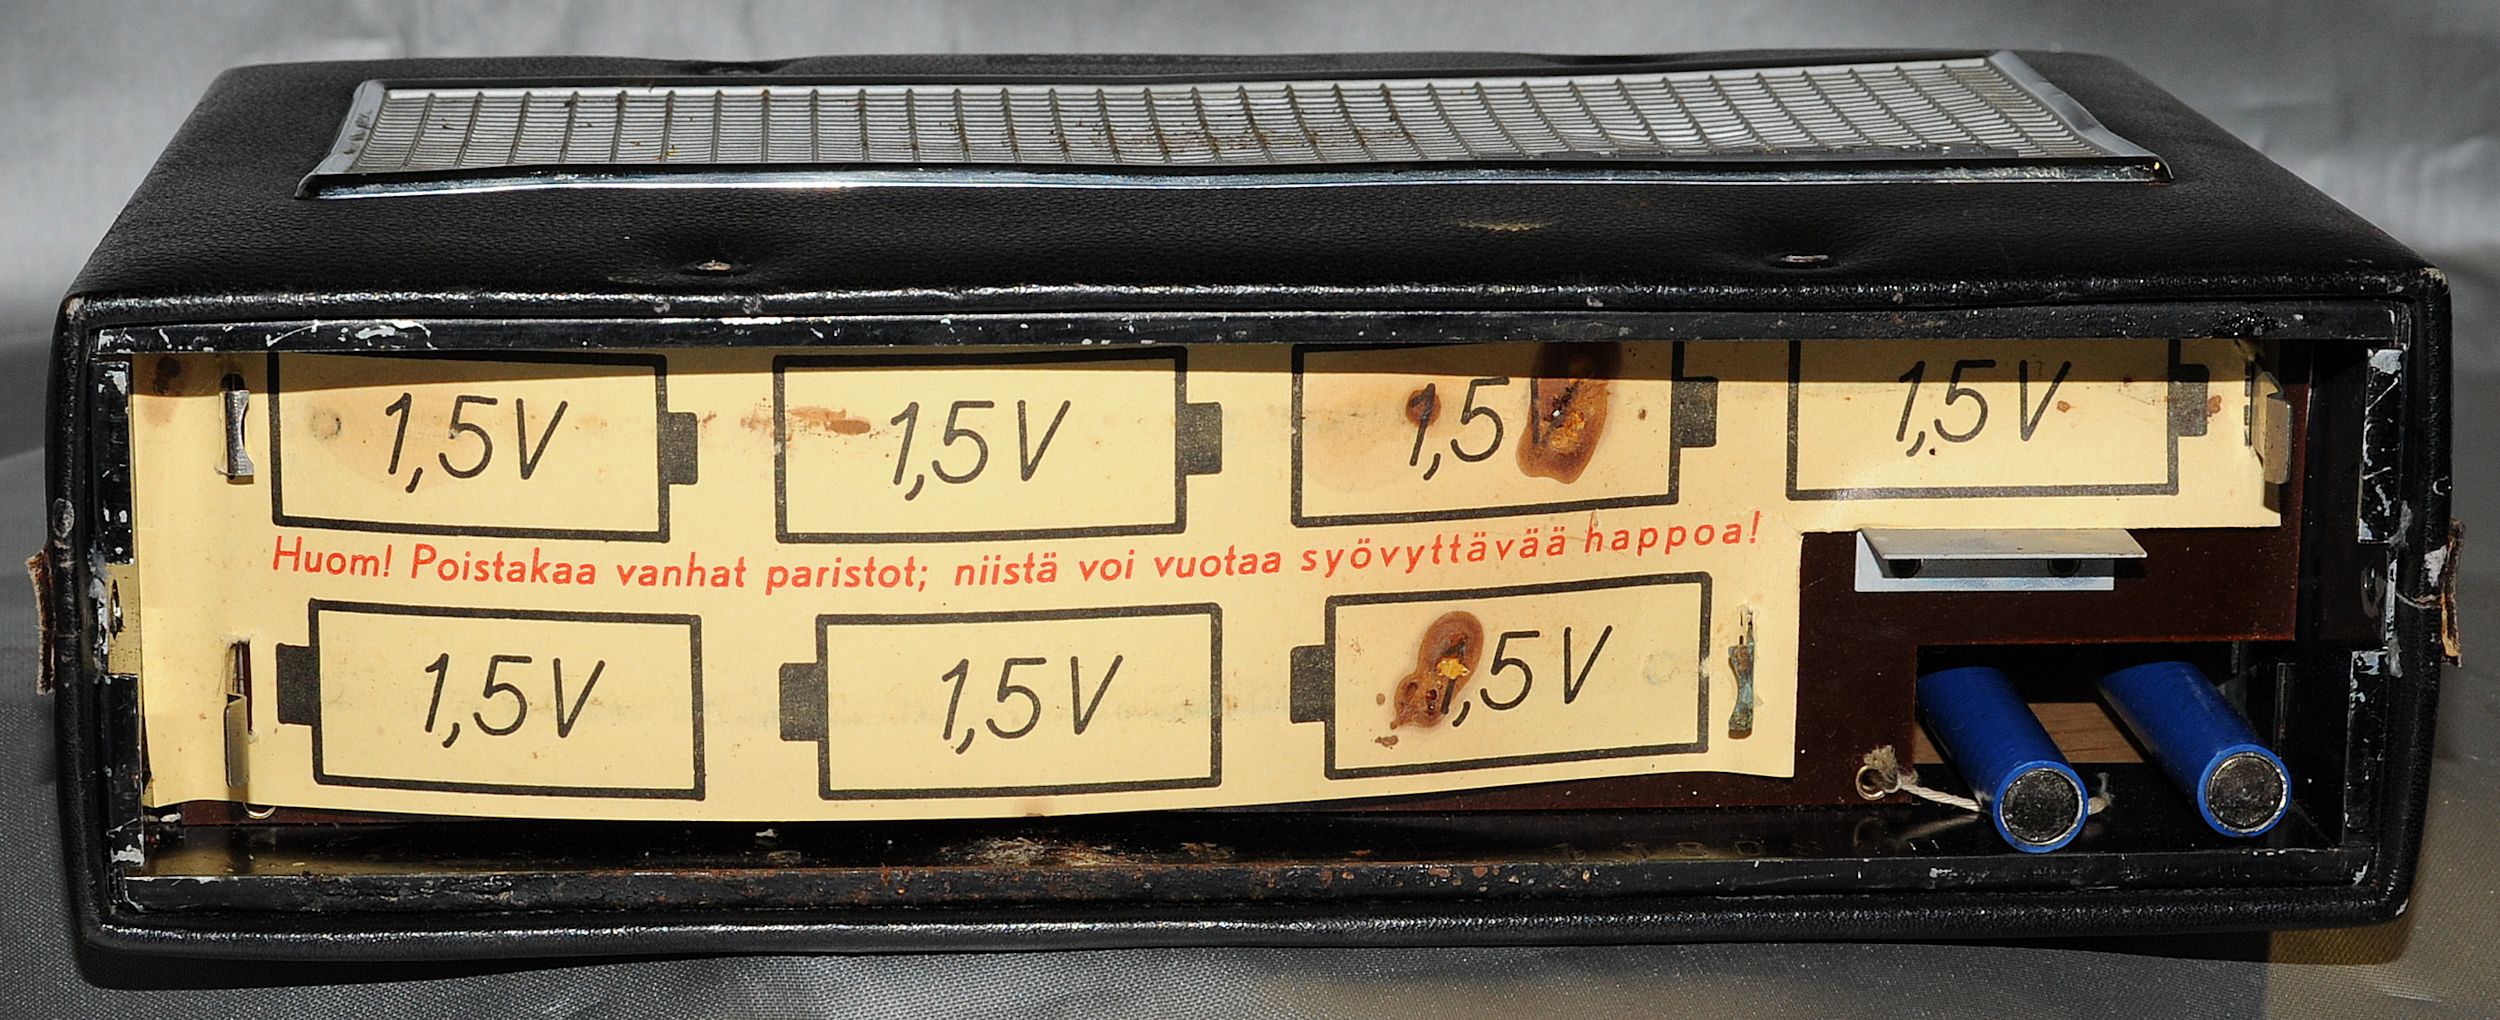 1,5V 1,5V 1,5V 1,5V
Huom! Poistakaa vanhat paristot; niistä voi vuotaa syövyttävää happoa!
1,5V 1,5V 1,5V